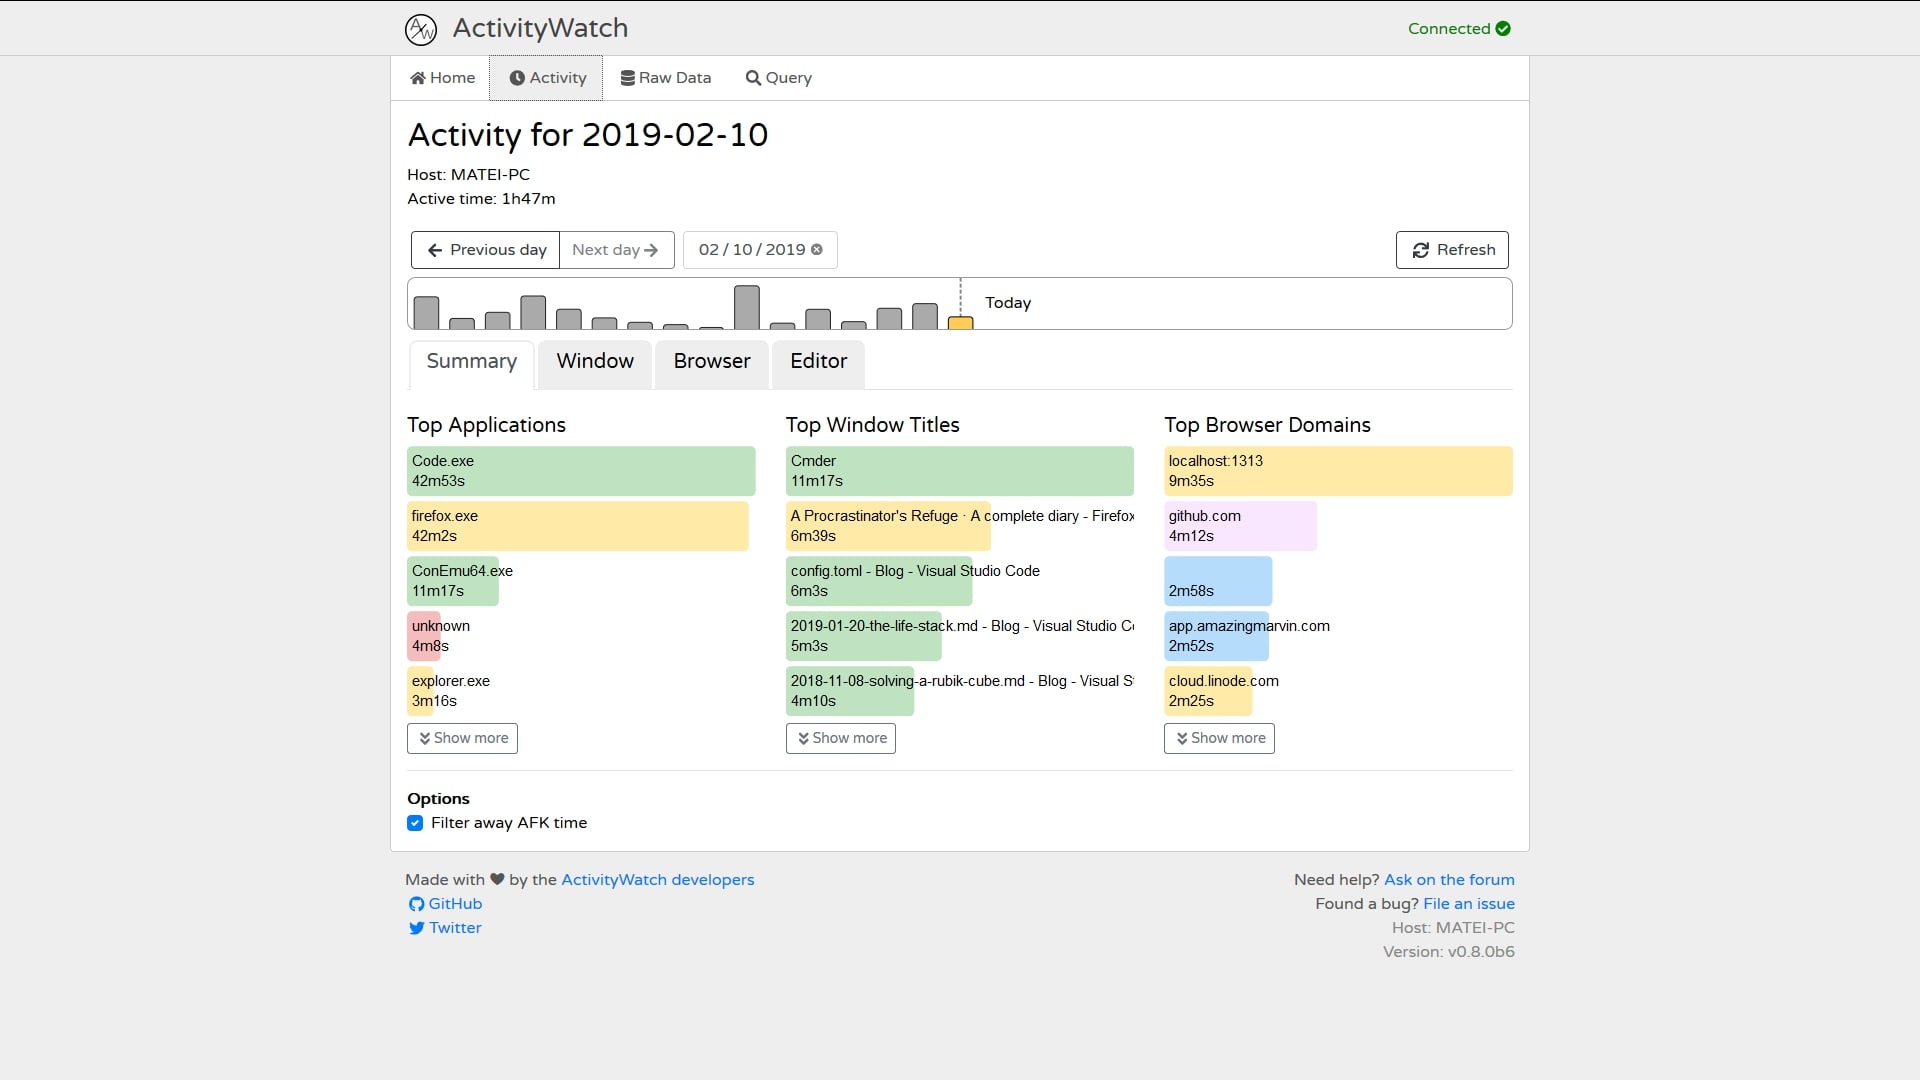 ActivityWatch
Connected
Home
Activity
Raw Data
Query
Activity for 2019-02-10
Host: MATEI-PC
Active time: 1h47m
Previous day
Next day
02 / 10 / 2019
Refresh
Today
Summary
Window
Browser
Editor
Top Applications
Code.exe
42m53s
firefox.exe
42m2s
ConEmu64.exe
11m17s
unknown
4m8s
explorer.exe
3m16s
Show more
Top Window Titles
Cmder
11m17s
A Procrastinator's Refuge · A complete diary - Firefox
6m39s
config.toml - Blog - Visual Studio Code
6m3s
2019-01-20-the-life-stack.md - Blog - Visual Studio C
5m3s
2018-11-08-solving-a-rubik-cube.md - Blog - Visual S
4m10s
Show more
Top Browser Domains
localhost:1313
9m35s
github.com
4m12s
2m58s
app.amazingmarvin.com
2m52s
cloud.linode.com
2m25s
Show more
Options
Filter away AFK time
Made with ♥ by the ActivityWatch developers
GitHub
Twitter
Need help? Ask on the forum
Found a bug? File an issue
Host: MATEI-PC
Version: v0.8.0b6